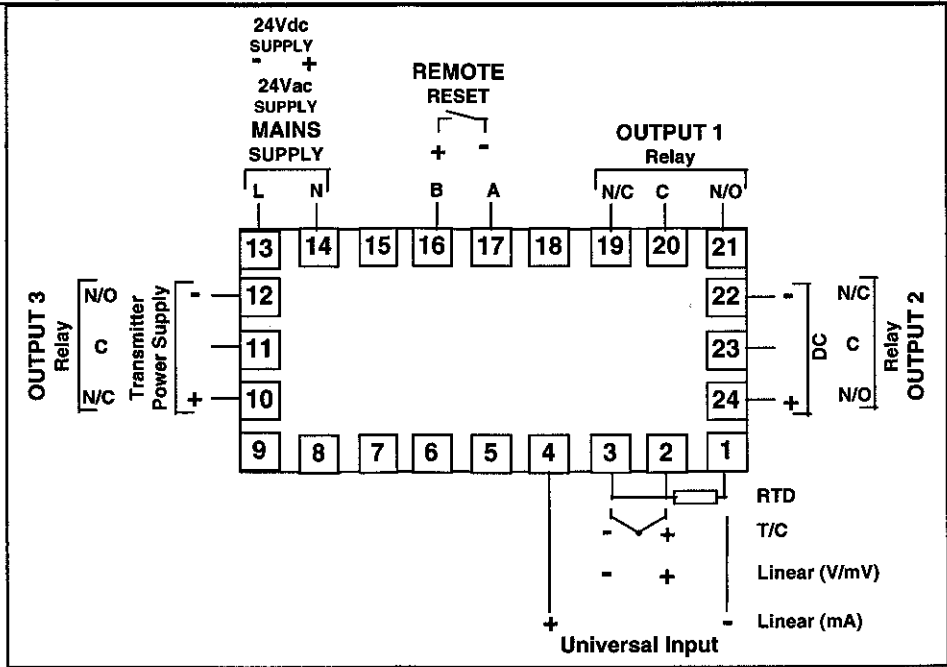 24Vdc
SUPPLY
- +
24Vac
SUPPLY
MAINS
SUPPLY
L N
REMOTE
RESET
+ -
B A
OUTPUT 1
Relay
N/C C N/O
13 14 15 16 17 18 19 20 21
OUTPUT 3
Relay
N/O
C
N/C
Transmitter
Power Supply
-
+
12
11
10
22
23
24
-
+
DC
N/C
C
N/O
Relay
OUTPUT 2
9 8 7 6 5 4 3 2 1
RTD
- + T/C
- + Linear (V/mV)
+ - Linear (mA)
Universal Input